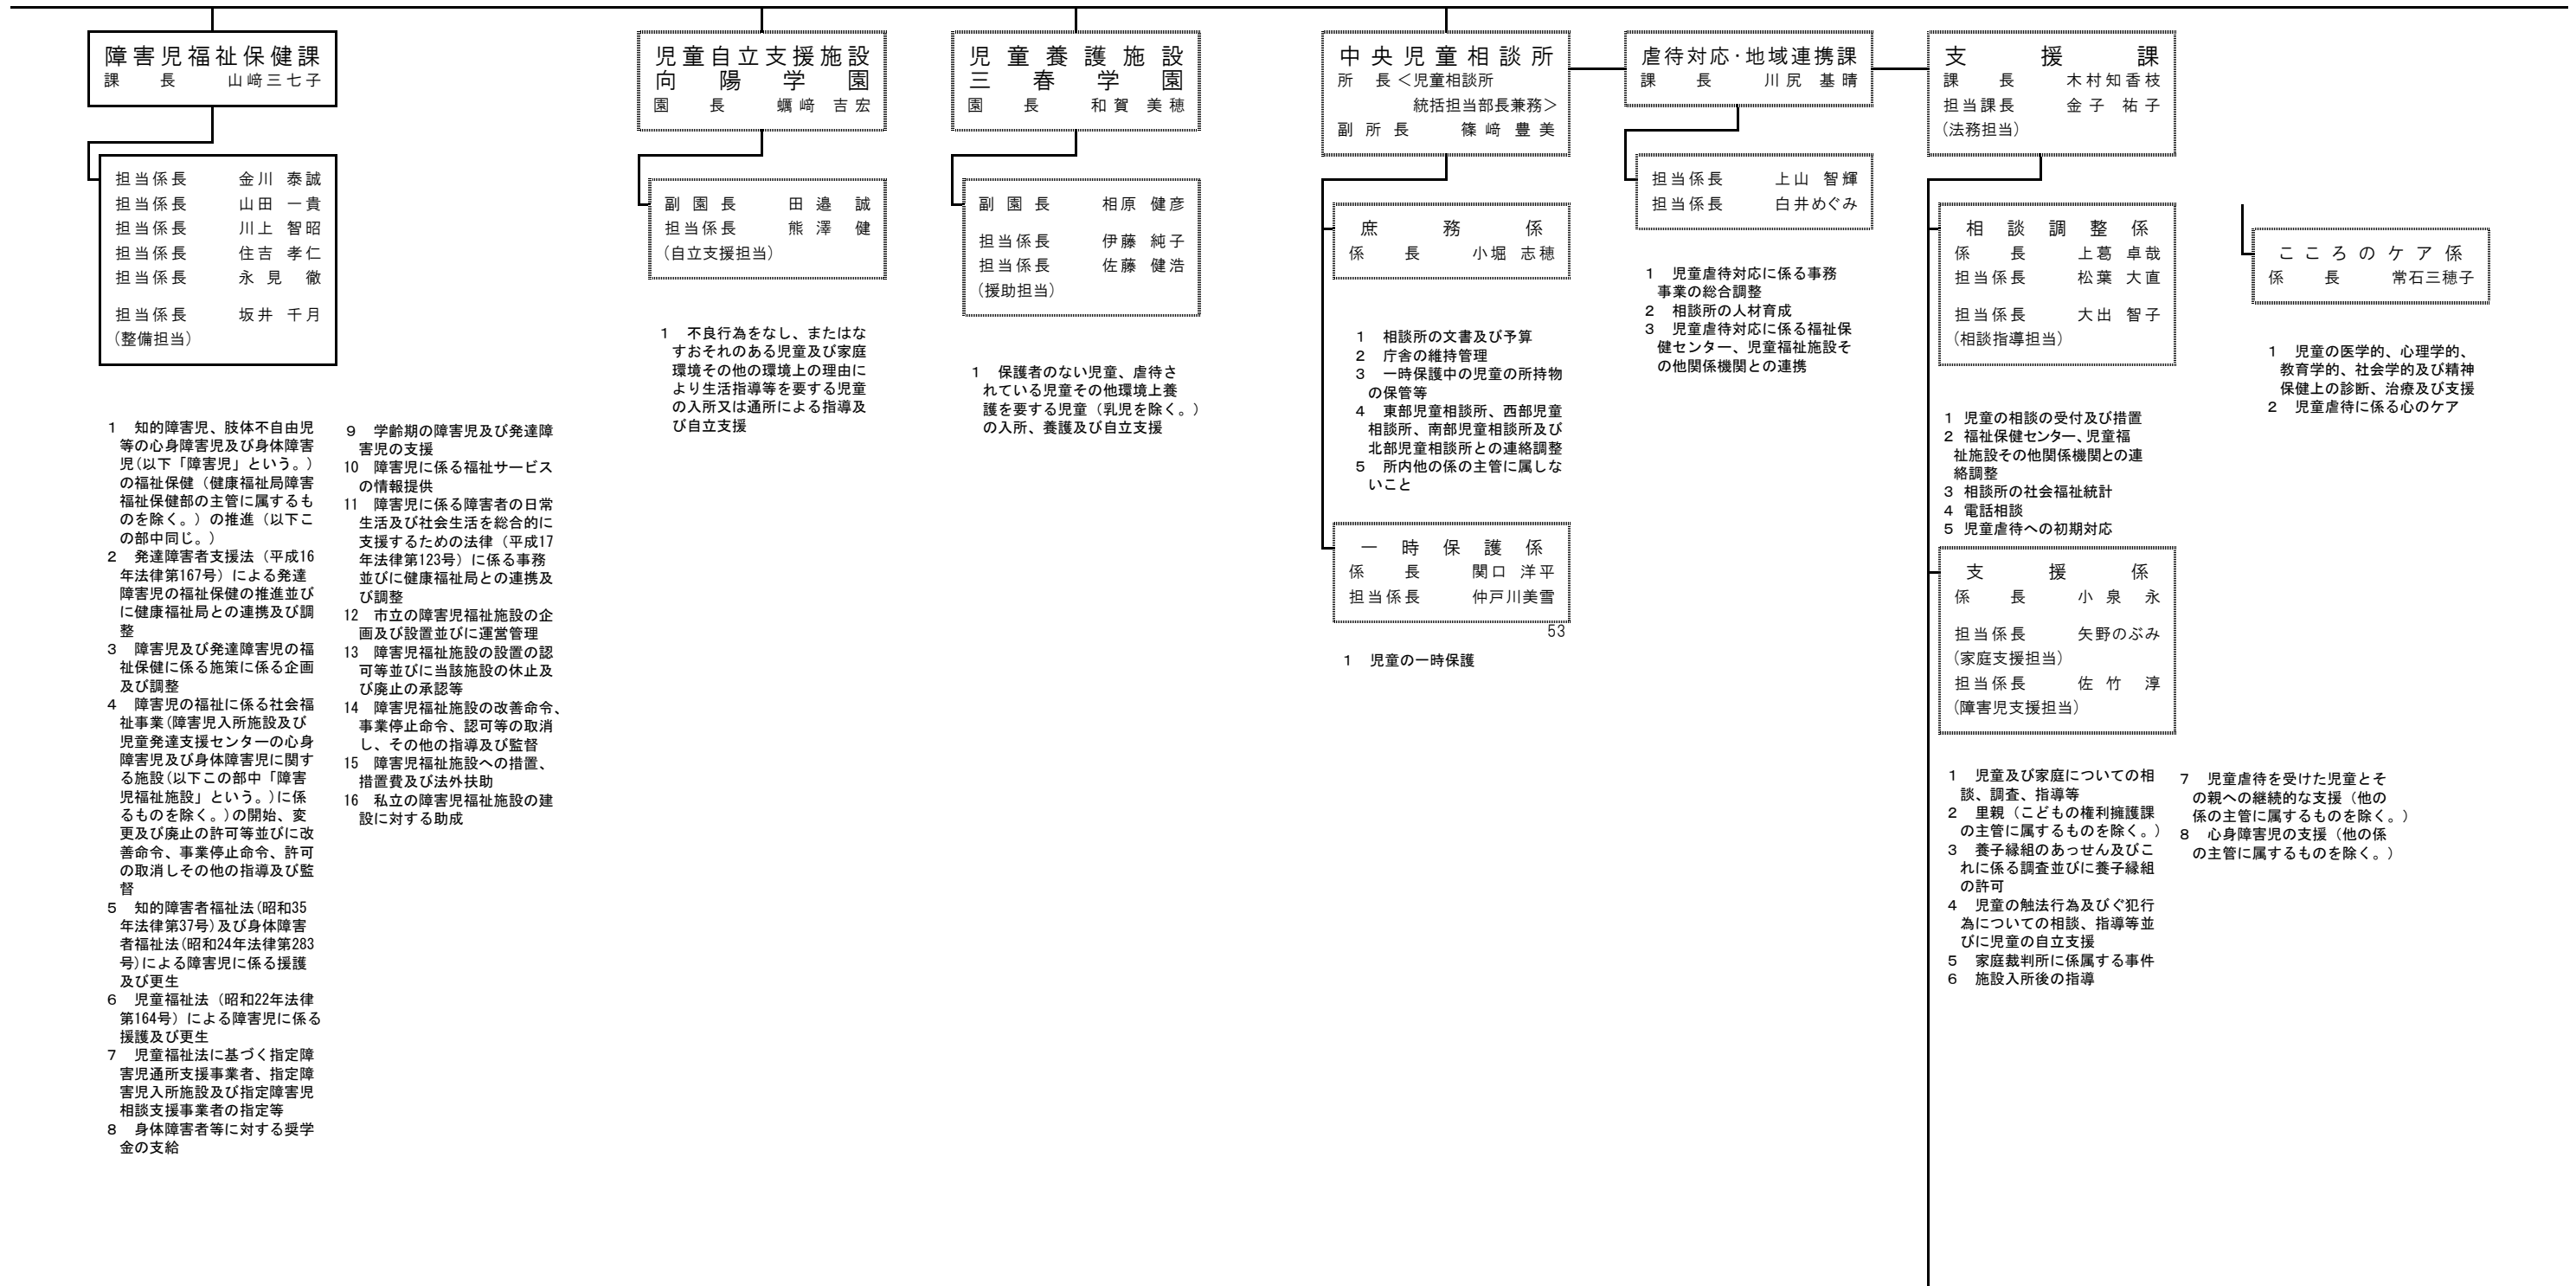 障害児福祉保健課
課　長　山﨑三七子
担当係長　金川　泰誠
担当係長　山田　一貴
担当係長　川上　智昭
担当係長　住吉　孝仁
担当係長　永見　徹
担当係長　坂井　千月
(整備担当)
1　知的障害児、肢体不自由児
等の心身障害児及び身体障害
児(以下「障害児」という。)
の福祉保健（健康福祉局障害
福祉保健部の主管に属するも
のを除く。）の推進（以下こ
の部中同じ。）
2　発達障害者支援法（平成16
年法律第167号）による発達
障害児の福祉保健の推進並び
に健康福祉局との連携及び調
整
3　障害児及び発達障害児の福
祉保健に係る施策に係る企画
及び調整
4　障害児の福祉に係る社会福
祉事業(障害児入所施設及び
児童発達支援センターの心身
障害児及び身体障害児に関す
る施設(以下この部中「障害
児福祉施設」という。)に係
るものを除く。)の開始、変
更及び廃止の許可等並びに改
善命令、事業停止命令、許可
の取消しその他の指導及び監
督
5　知的障害者福祉法(昭和35
年法律第37号)及び身体障害
者福祉法(昭和24年法律第283
号)による障害児に係る援護
及び更生
6　児童福祉法（昭和22年法律
第164号）による障害児に係る
援護及び更生
7　児童福祉法に基づく指定障
害児通所支援事業者、指定障
害児入所施設及び指定障害児
相談支援事業者の指定等
8　身体障害者等に対する奨学
金の支給
9　学齢期の障害児及び発達障
害児の支援
10　障害児に係る福祉サービス
の情報提供
11　障害児に係る障害者の日常
生活及び社会生活を総合的に
支援するための法律（平成17
年法律第123号）に係る事務
並びに健康福祉局との連携及
び調整
12　市立の障害児福祉施設の企
画及び設置並びに運営管理
13　障害児福祉施設の設置の認
可等並びに当該施設の休止及
び廃止の承認等
14　障害児福祉施設の改善命令、
事業停止命令、認可等の取消
し、その他の指導及び監督
15　障害児福祉施設への措置、
措置費及び法外扶助
16　私立の障害児福祉施設の建
設に対する助成
児童自立支援施設
向陽学園
園　長　蠣﨑　吉宏
副園長　田邉　誠
担当係長　熊澤　健
(自立支援担当)
1　不良行為をなし、またはな
すおそれのある児童及び家庭
環境その他の環境上の理由に
より生活指導等を要する児童
の入所又は通所による指導及
び自立支援
児童養護施設
三春学園
園　長　和賀　美穂
副園長　相原　健彦
担当係長　伊藤　純子
担当係長　佐藤　健浩
(援助担当)
1　保護者のない児童、虐待さ
れている児童その他環境上養
護を要する児童（乳児を除く。）
の入所、養護及び自立支援
中央児童相談所
所　長＜児童相談所
統括担当部長兼務＞
副所長　篠﨑　豊美
庶務係
係　長　小堀　志穂
1　相談所の文書及び予算
2　庁舎の維持管理
3　一時保護中の児童の所持物
の保管等
4　東部児童相談所、西部児童
相談所、南部児童相談所及び
北部児童相談所との連絡調整
5　所内他の係の主管に属しな
いこと
一時保護係
係　長　関口　洋平
担当係長　仲戸川美雪
53
1　児童の一時保護
虐待対応･地域連携課
課　長　川尻　基晴
担当係長　上山　智輝
担当係長　白井めぐみ
1　児童虐待対応に係る事務
事業の総合調整
2　相談所の人材育成
3　児童虐待対応に係る福祉保
健センター、児童福祉施設そ
の他関係機関との連携
支援課
課　長　木村知香枝
担当課長　金子　祐子
(法務担当)
相談調整係
係　長　上葛　卓哉
担当係長　松葉　大直
担当係長　大出　智子
(相談指導担当)
1　児童の相談の受付及び措置
2　福祉保健センター、児童福
祉施設その他関係機関との連
絡調整
3　相談所の社会福祉統計
4　電話相談
5　児童虐待への初期対応
支援係
係　長　小泉　永
担当係長　矢野のぶみ
(家庭支援担当)
担当係長　佐竹　淳
(障害児支援担当)
1　児童及び家庭についての相
談、調査、指導等
2　里親（こどもの権利擁護課
の主管に属するものを除く。）
3　養子縁組のあっせん及びこ
れに係る調査並びに養子縁組
の許可
4　児童の触法行為及びぐ犯行
為についての相談、指導等並
びに児童の自立支援
5　家庭裁判所に係属する事件
6　施設入所後の指導
7　児童虐待を受けた児童とそ
の親への継続的な支援（他の
係の主管に属するものを除く。）
8　心身障害児の支援（他の係
の主管に属するものを除く。）
こころのケア係
係　長　常石三穂子
1　児童の医学的、心理学的、
教育学的、社会学的及び精神
保健上の診断、治療及び支援
2　児童虐待に係る心のケア